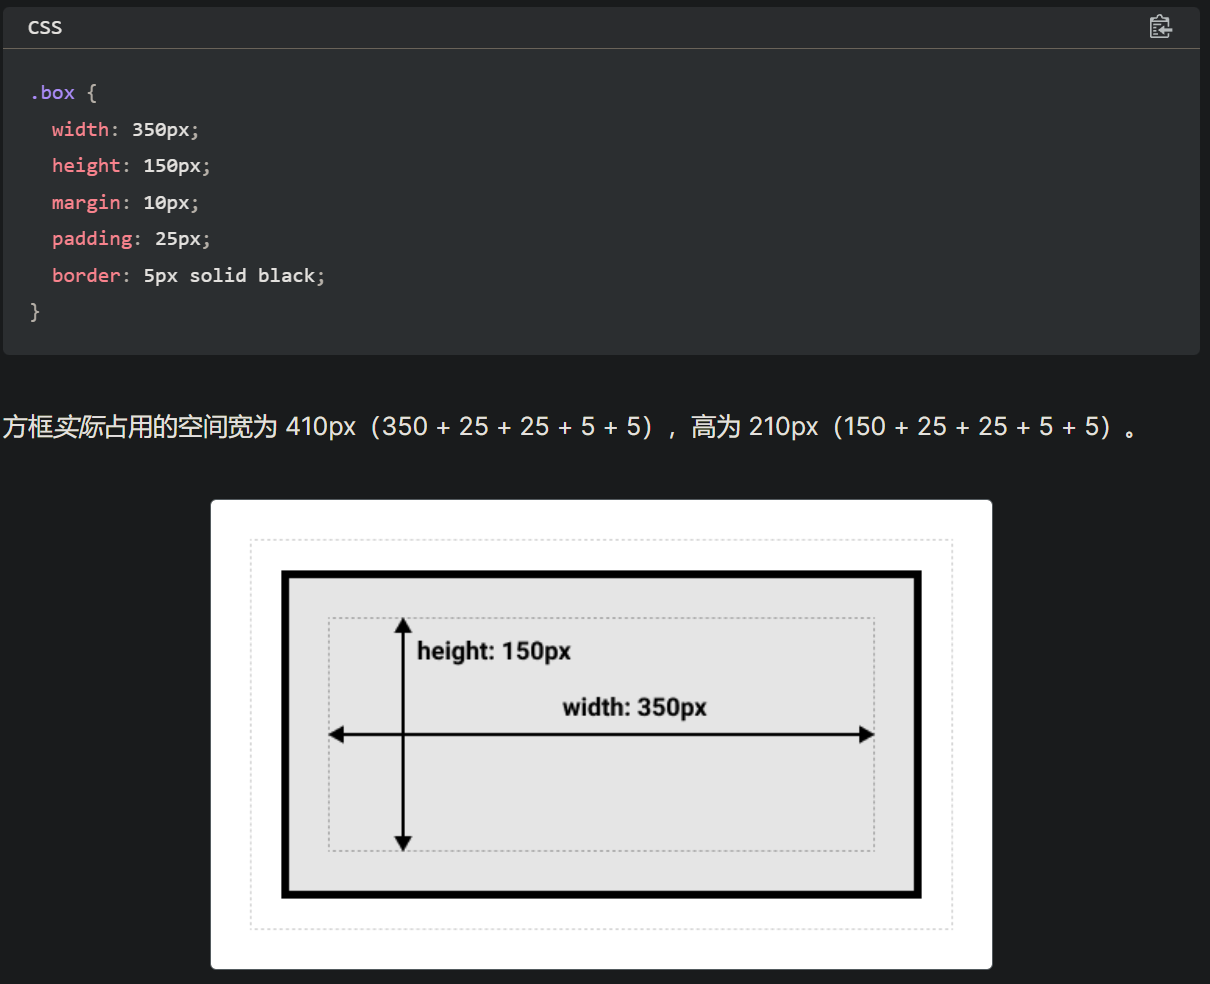 CSS
.box {
width: 350px;
height: 150px;
margin: 10px;
padding: 25px;
border: 5px solid black;
}
方框实际占用的空间宽为 410px（350 + 25 + 25 + 5 + 5），高为 210px（150 + 25 + 25 + 5 + 5）。
height: 150px
width: 350px